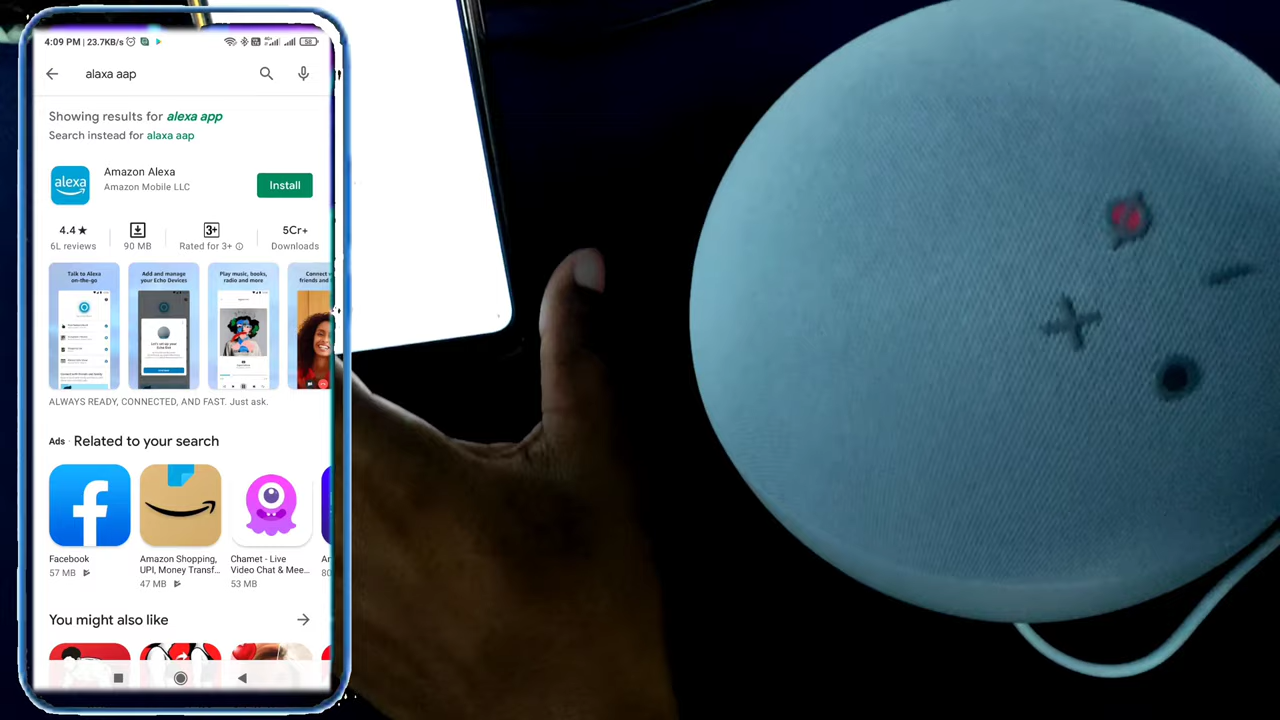 4:09 PM | 23.7KB/s
58
alaxa aap
Showing results for alexa app
Search instead for alaxa aap
alexa
Amazon Alexa
Amazon Mobile LLC
Install
4.4★
3+
5Cr+
6L reviews
90 MB
Rated for 3+
Downloads
Talk to Alexa
on-the-go
Add and manage
your Echo Devices
Play music, books,
radio and more
Connect
friends and
ALWAYS READY, CONNECTED, AND FAST. Just ask.
Ads · Related to your search
Facebook
57 MB
Amazon Shopping,
UPI, Money Transf...
47 MB
Chamet - Live
Video Chat & Mee...
53 MB
80
You might also like